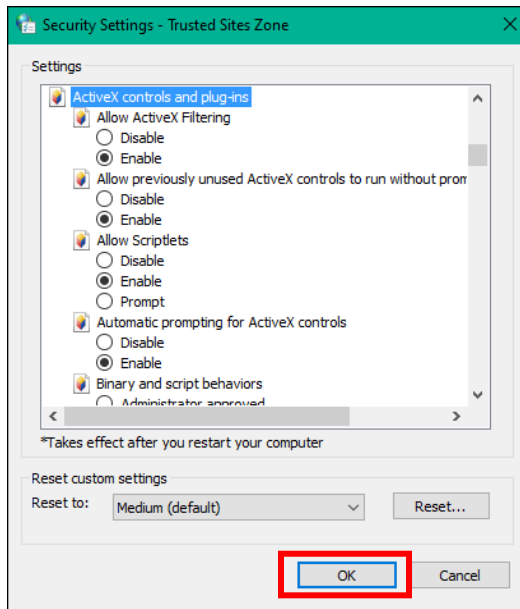 Security Settings - Trusted Sites Zone
Settings
ActiveX controls and plug-ins
Allow ActiveX Filtering
Disable
Enable
Allow previously unused ActiveX controls to run without prom
Disable
Enable
Allow Scriptlets
Disable
Enable
Prompt
Automatic prompting for ActiveX controls
Disable
Enable
Binary and script behaviors
Administrator approved
*Takes effect after you restart your computer
Reset custom settings
Reset to: Medium (default) Reset...
OK Cancel